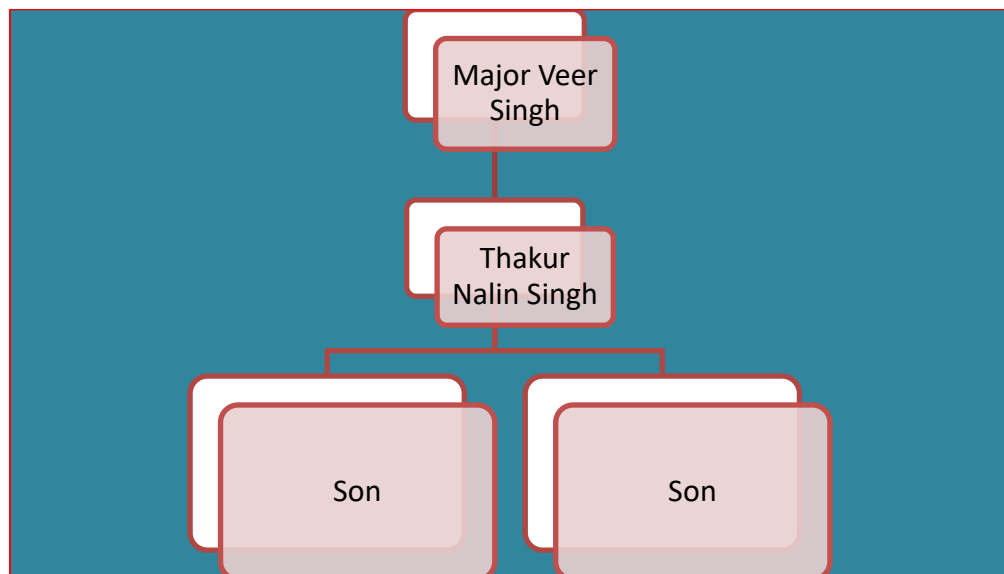 Major Veer
Singh
Thakur
Nalin Singh
Son
Son